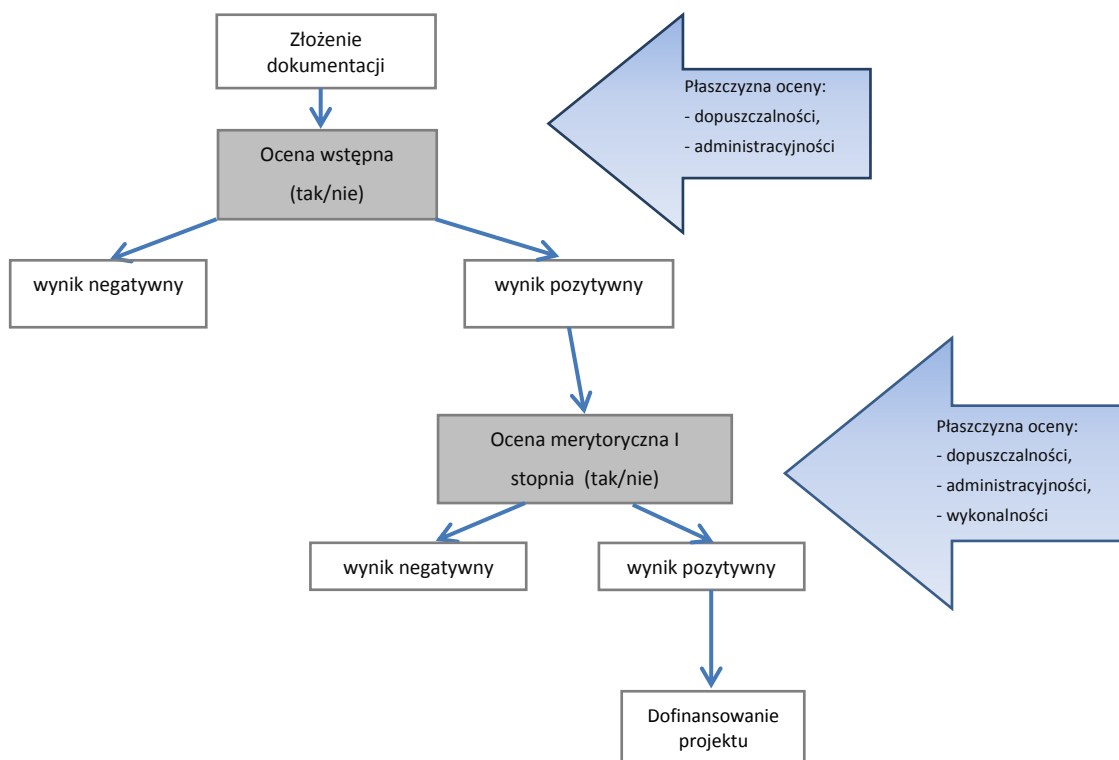 Złożenie
dokumentacji
Płaszczyzna oceny:
- dopuszczalności,
- administracyjności
Ocena wstępna
(tak/nie)
wynik negatywny
wynik pozytywny
Ocena merytoryczna I
stopnia (tak/nie)
Płaszczyzna oceny:
- dopuszczalności,
- administracyjności,
- wykonalności
wynik negatywny
wynik pozytywny
Dofinansowanie
projektu